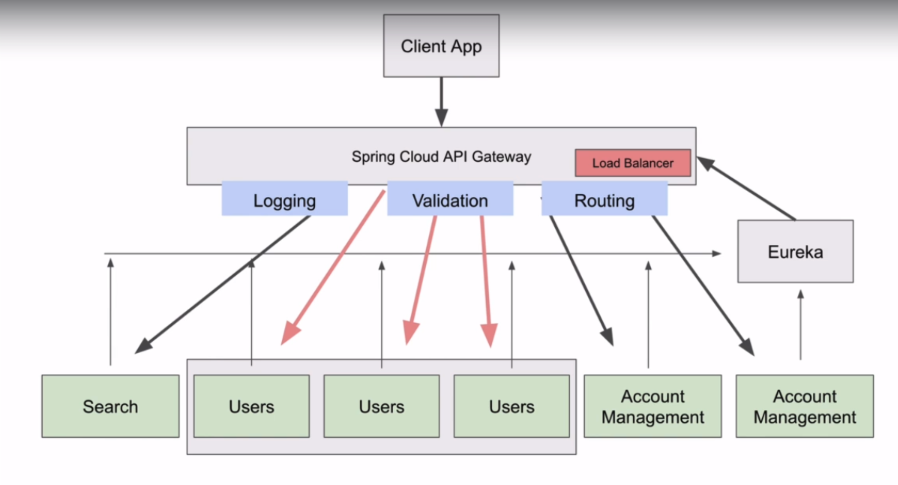 Client App
Spring Cloud API Gateway
Load Balancer
Logging
Validation
Routing
Eureka
Search
Users
Users
Users
Account
Management
Account
Management